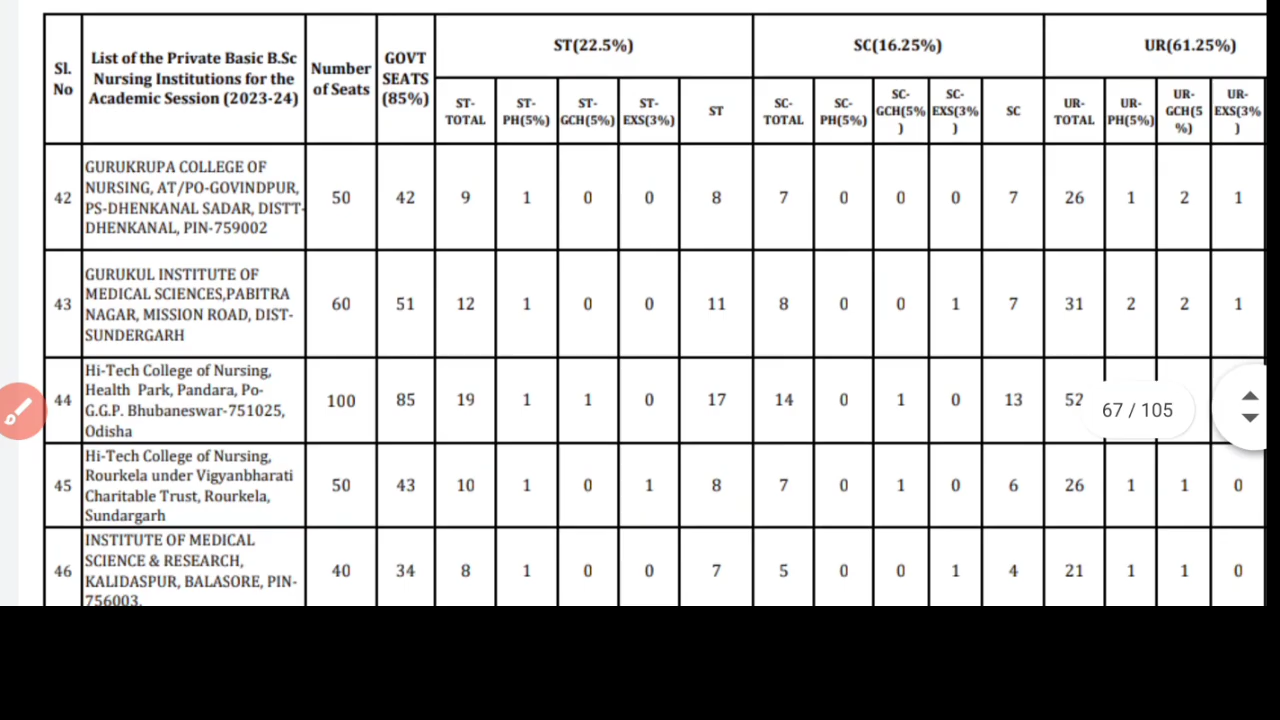 Sl. No | List of the Private Basic B.Sc Nursing Institutions for the Academic Session (2023-24) | Number of Seats | GOVT SEATS (85%) | ST(22.5%) | SC(16.25%) | UR(61.25%)
ST-TOTAL | ST-PH(5%) | ST-GCH(5%) | ST-EXS(3%) | ST | SC-TOTAL | SC-PH(5%) | SC-GCH(5%) | SC-EXS(3%) | SC | UR-TOTAL | UR-PH(5%) | UR-GCH(5%) | UR-EXS(3%)
42 | GURUKRUPA COLLEGE OF NURSING, AT/PO-GOVINDPUR, PS-DHENKANAL SADAR, DISTT-DHENKANAL, PIN-759002 | 50 | 42 | 9 | 1 | 0 | 0 | 8 | 7 | 0 | 0 | 0 | 7 | 26 | 1 | 2 | 1
43 | GURUKUL INSTITUTE OF MEDICAL SCIENCES,PABITRA NAGAR, MISSION ROAD, DIST-SUNDERGARH | 60 | 51 | 12 | 1 | 0 | 0 | 11 | 8 | 0 | 0 | 1 | 7 | 31 | 2 | 2 | 1
44 | Hi-Tech College of Nursing, Health Park, Pandara, Po-G.G.P. Bhubaneswar-751025, Odisha | 100 | 85 | 19 | 1 | 1 | 0 | 17 | 14 | 0 | 1 | 0 | 13 | 52
67 / 105
45 | Hi-Tech College of Nursing, Rourkela under Vigyanbharati Charitable Trust, Rourkela, Sundargarh | 50 | 43 | 10 | 1 | 0 | 1 | 8 | 7 | 0 | 1 | 0 | 6 | 26 | 1 | 1 | 0
46 | INSTITUTE OF MEDICAL SCIENCE & RESEARCH, KALIDASPUR, BALASORE, PIN-756003, | 40 | 34 | 8 | 1 | 0 | 0 | 7 | 5 | 0 | 0 | 1 | 4 | 21 | 1 | 1 | 0